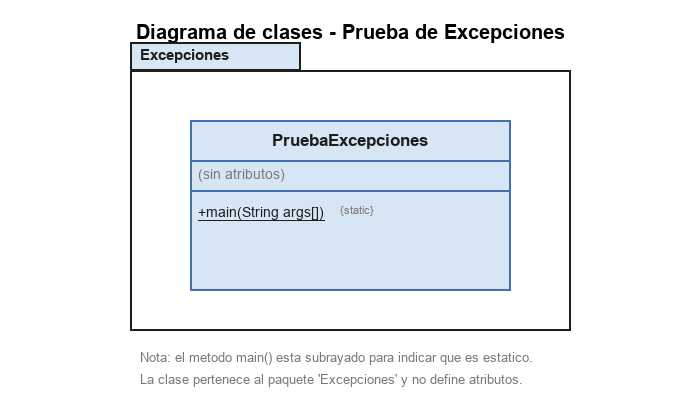 Diagrama de clases - Prueba de Excepciones
Excepciones
PruebaExcepciones
(sin atributos)
+main(String args[]) {static}
Nota: el metodo main() esta subrayado para indicar que es estatico.
La clase pertenece al paquete 'Excepciones' y no define atributos.